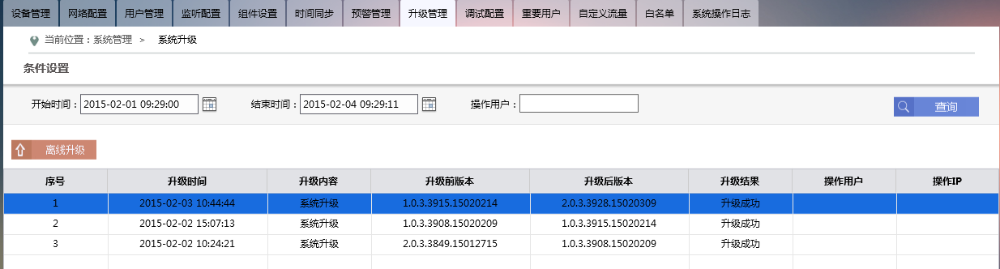 设备管理 网络配置 用户管理 监听配置 组件设置 时间同步 预警管理 升级管理 调试配置 重要用户 自定义流量 白名单 系统操作日志
当前位置：系统管理 > 系统升级
条件设置
开始时间：2015-02-01 09:29:00 结束时间：2015-02-04 09:29:11 操作用户： 查询
离线升级
序号 升级时间 升级内容 升级前版本 升级后版本 升级结果 操作用户 操作IP
1 2015-02-03 10:44:44 系统升级 1.0.3.3915.15020214 2.0.3.3928.15020309 升级成功
2 2015-02-02 15:07:13 系统升级 1.0.3.3908.15020209 1.0.3.3915.15020214 升级成功
3 2015-02-02 10:24:21 系统升级 2.0.3.3849.15012715 1.0.3.3908.15020209 升级成功